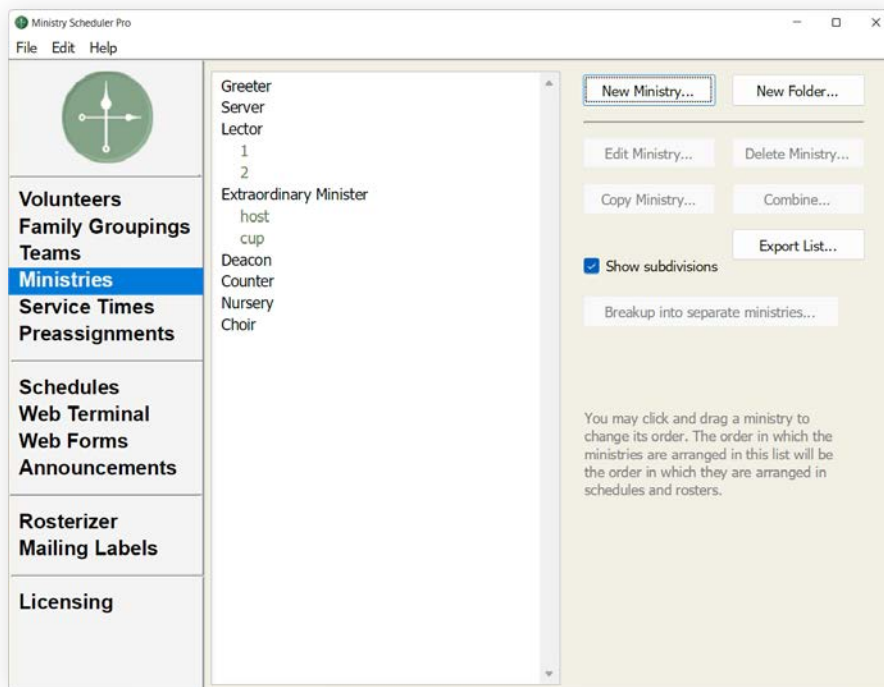 Ministry Scheduler Pro
File Edit Help
Volunteers
Family Groupings
Teams
Ministries
Service Times
Preassignments
Schedules
Web Terminal
Web Forms
Announcements
Rosterizer
Mailing Labels
Licensing
Greeter
Server
Lector
1
2
Extraordinary Minister
host
cup
Deacon
Counter
Nursery
Choir
New Ministry... New Folder...
Edit Ministry... Delete Ministry...
Copy Ministry... Combine...
Export List...
Show subdivisions
Breakup into separate ministries...
You may click and drag a ministry to
change its order. The order in which the
ministries are arranged in this list will be
the order in which they are arranged in
schedules and rosters.